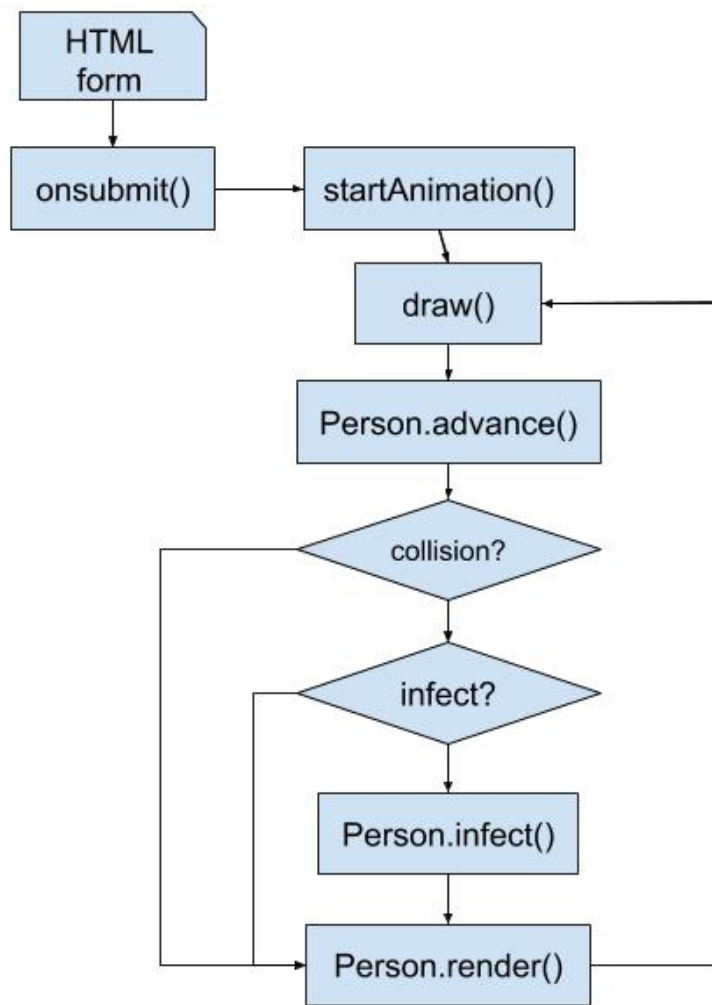 HTML
form
onsubmit()
startAnimation()
draw()
Person.advance()
collision?
infect?
Person.infect()
Person.render()